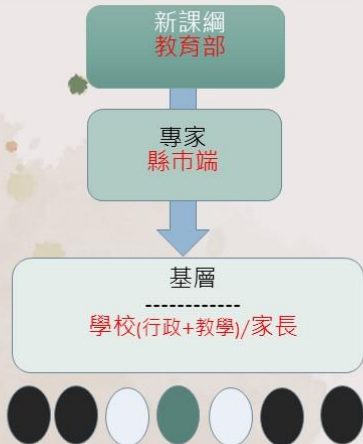 新課綱
教育部
專家
縣市端
基層
------------
學校(行政+教學)/家長